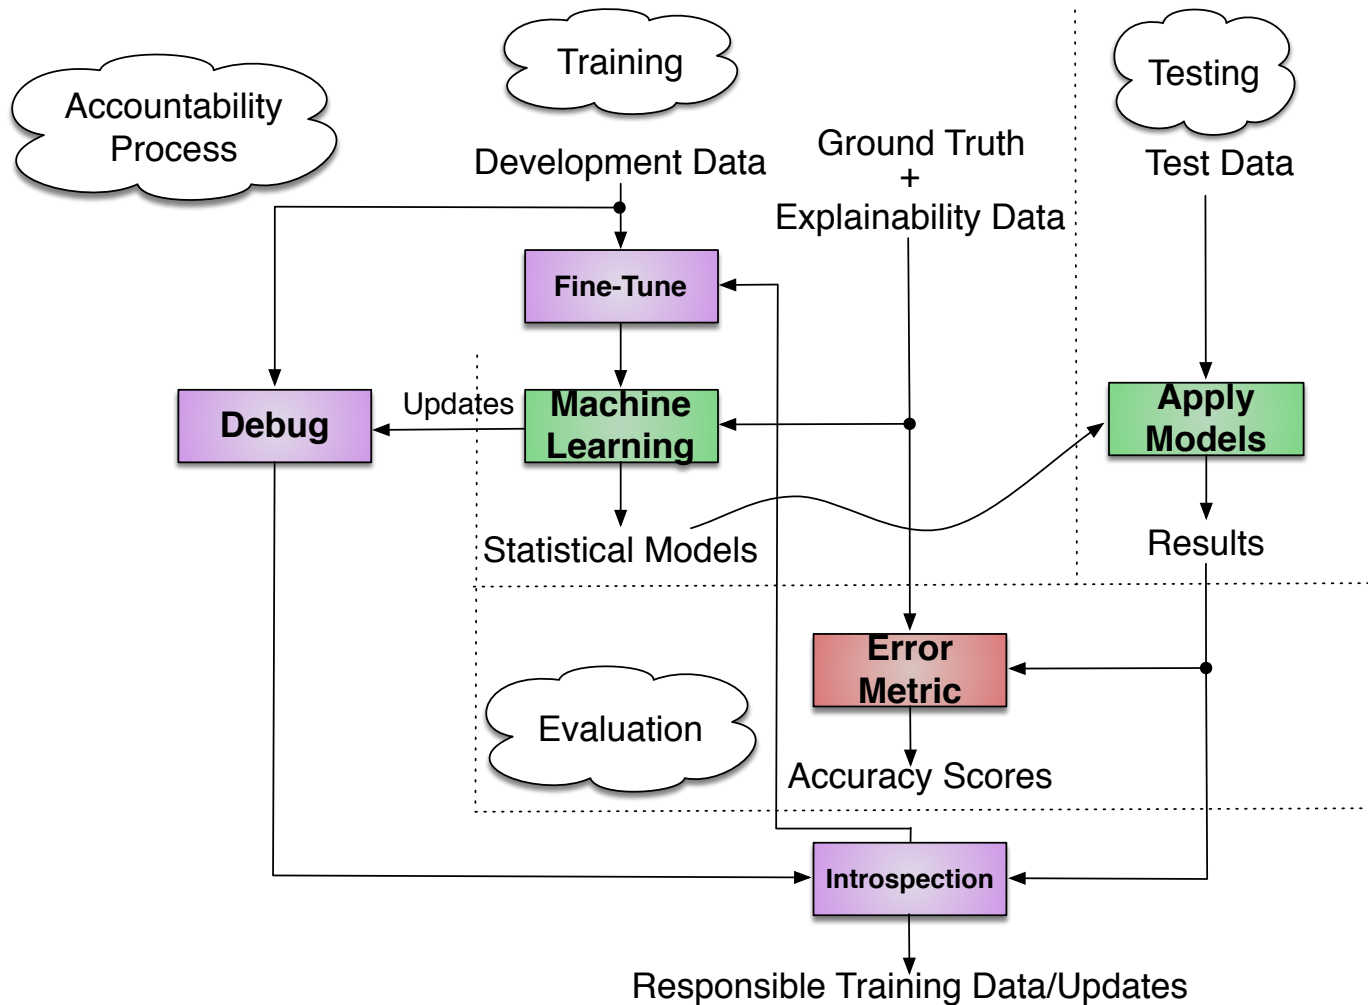 Training
Testing
Accountability
Process
Ground Truth
+
Explainability Data
Development Data
Test Data
Fine-Tune
Debug
Updates
Machine
Learning
Apply
Models
Statistical Models
Results
Error
Metric
Evaluation
Accuracy Scores
Introspection
Responsible Training Data/Updates